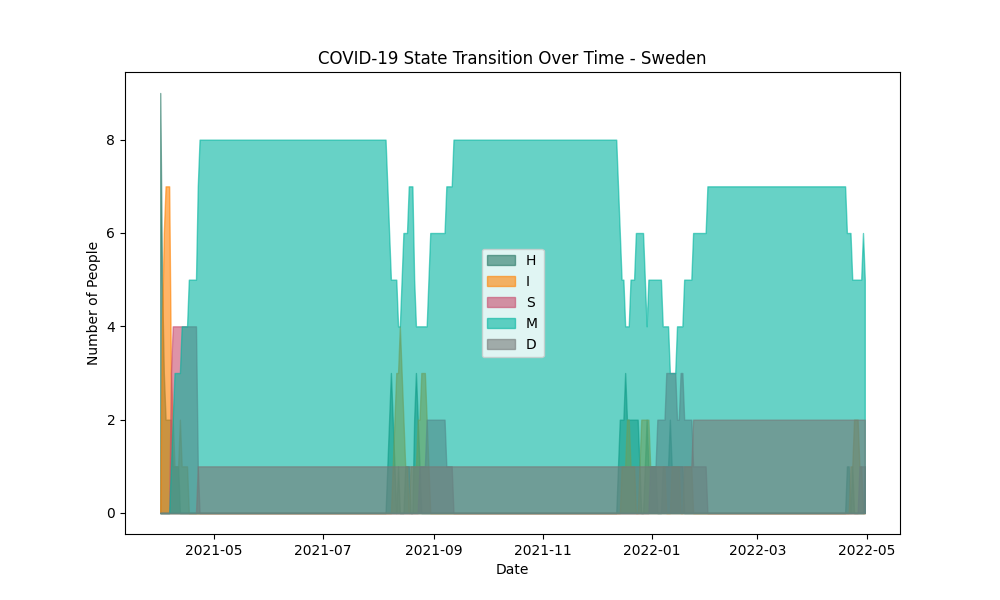 COVID-19 State Transition Over Time - Sweden
Number of People
8
6
4
2
0
H
I
S
M
D
2021-05
2021-07
2021-09
2021-11
2022-01
2022-03
2022-05
Date